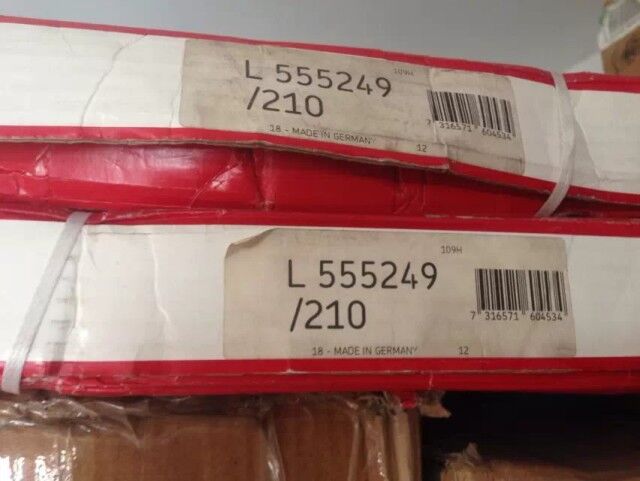 109H
L 555249
/210
7 316571 604534
18 - MADE IN GERMANY
12
109H
L 555249
/210
7 316571 604534
18 - MADE IN GERMANY
12